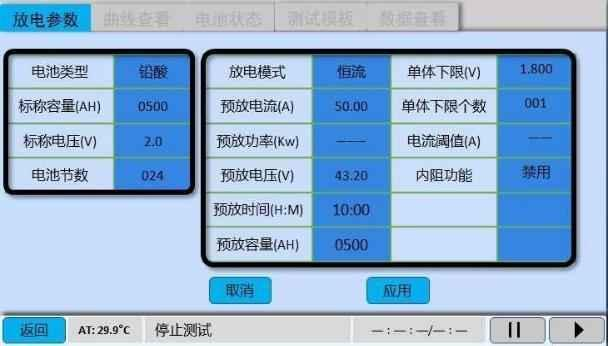 放电参数 曲线查看 电池状态 测试模板 数据查看
电池类型 铅酸
标称容量(AH) 0500
标称电压(V) 2.0
电池节数 024
放电模式 恒流 单体下限(V) 1.800
预放电流(A) 50.00 单体下限个数 001
预放功率(Kw) ——— 电流阈值(A) ——
预放电压(V) 43.20 内阻功能 禁用
预放时间(H:M) 10:00
预放容量(AH) 0500
取消 应用
返回 AT: 29.9°C 停止测试 — : — : —/— : —